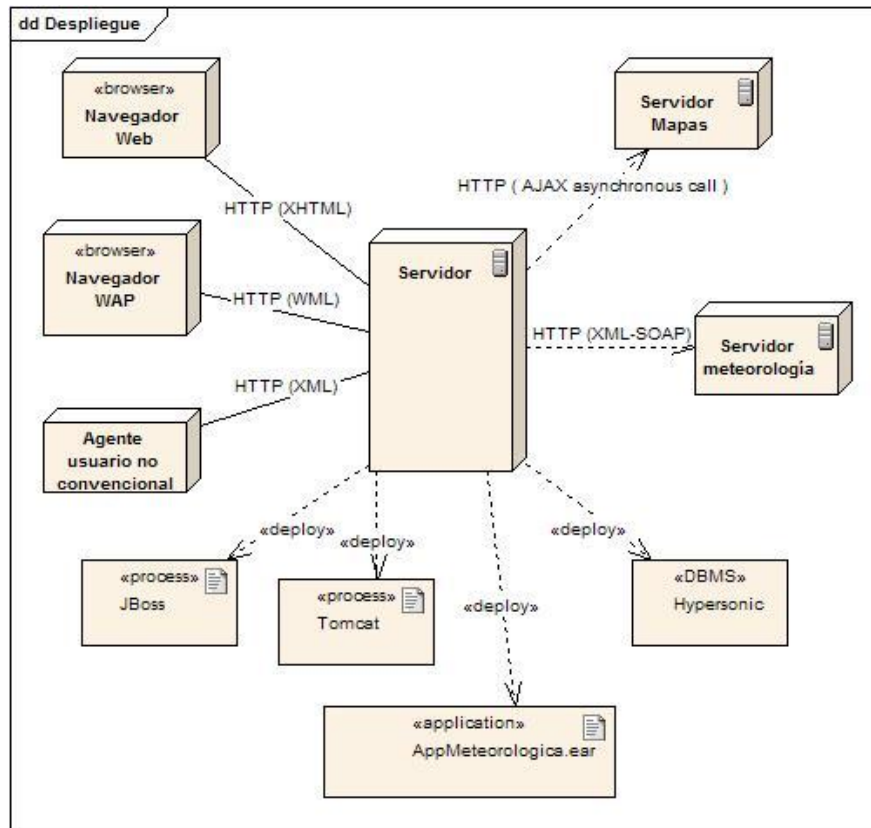 dd Despliegue
«browser»
Navegador
Web
Servidor
Mapas
HTTP ( AJAX asynchronous call )
HTTP (XHTML)
«browser»
Navegador
WAP
HTTP (WML)
Servidor
HTTP (XML-SOAP)
Servidor
meteorología
HTTP (XML)
Agente
usuario no
convencional
«deploy»
«deploy»
«deploy»
«deploy»
«process»
JBoss
«process»
Tomcat
«DBMS»
Hypersonic
«application»
AppMeteorologica.ear